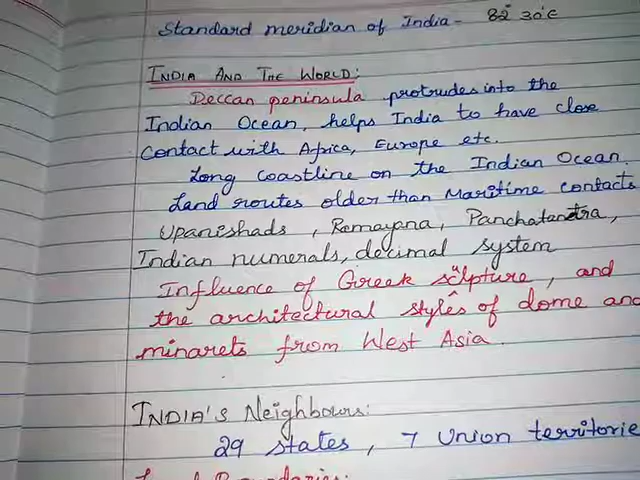 Standard meridian of India - 82° 30'E
INDIA AND THE WORLD:
Deccan peninsula protrudes into the
Indian Ocean, helps India to have close
Contact with Africa, Europe etc.
Long coastline on the Indian Ocean.
Land routes older than Maritime contacts
Upanishads, Ramayana, Panchatantra,
Indian numerals, decimal system
Influence of Greek sculpture, and
the architectural styles of dome and
minarets from West Asia.
INDIA'S Neighbours:
29 states, 7 Union territorie